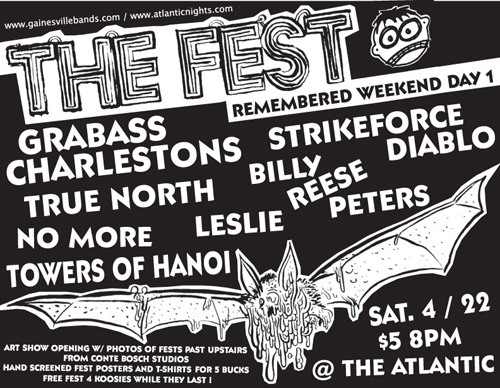 www.gainesvillebands.com / www.atlanticnights.com
THE FEST
REMEMBERED WEEKEND DAY 1
GRABASS
CHARLESTONS
STRIKEFORCE
DIABLO
TRUE NORTH
BILLY
REESE
PETERS
NO MORE
LESLIE
TOWERS OF HANOI
SAT. 4 / 22
$5 8PM
@ THE ATLANTIC
ART SHOW OPENING W/ PHOTOS OF FESTS PAST UPSTAIRS
FROM CONTE BOSCH STUDIOS
HAND SCREENED FEST POSTERS AND T-SHIRTS FOR 5 BUCKS
FREE FEST 4 KOOSIES WHILE THEY LAST !